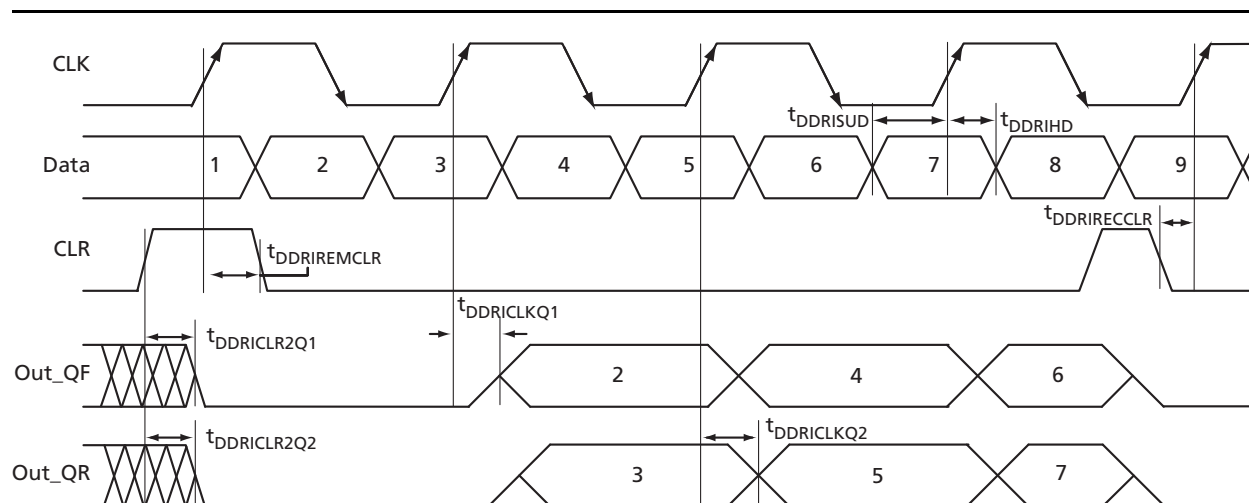 CLK
tDDRISUD
tDDRIHD
Data
1 2 3 4 5 6 7 8 9
CLR
tDDRIREMCLR
tDDRIRECCLR
tDDRICLKQ1
tDDRICLR2Q1
Out_QF
2 4 6
tDDRICLR2Q2
tDDRICLKQ2
Out_QR
3 5 7